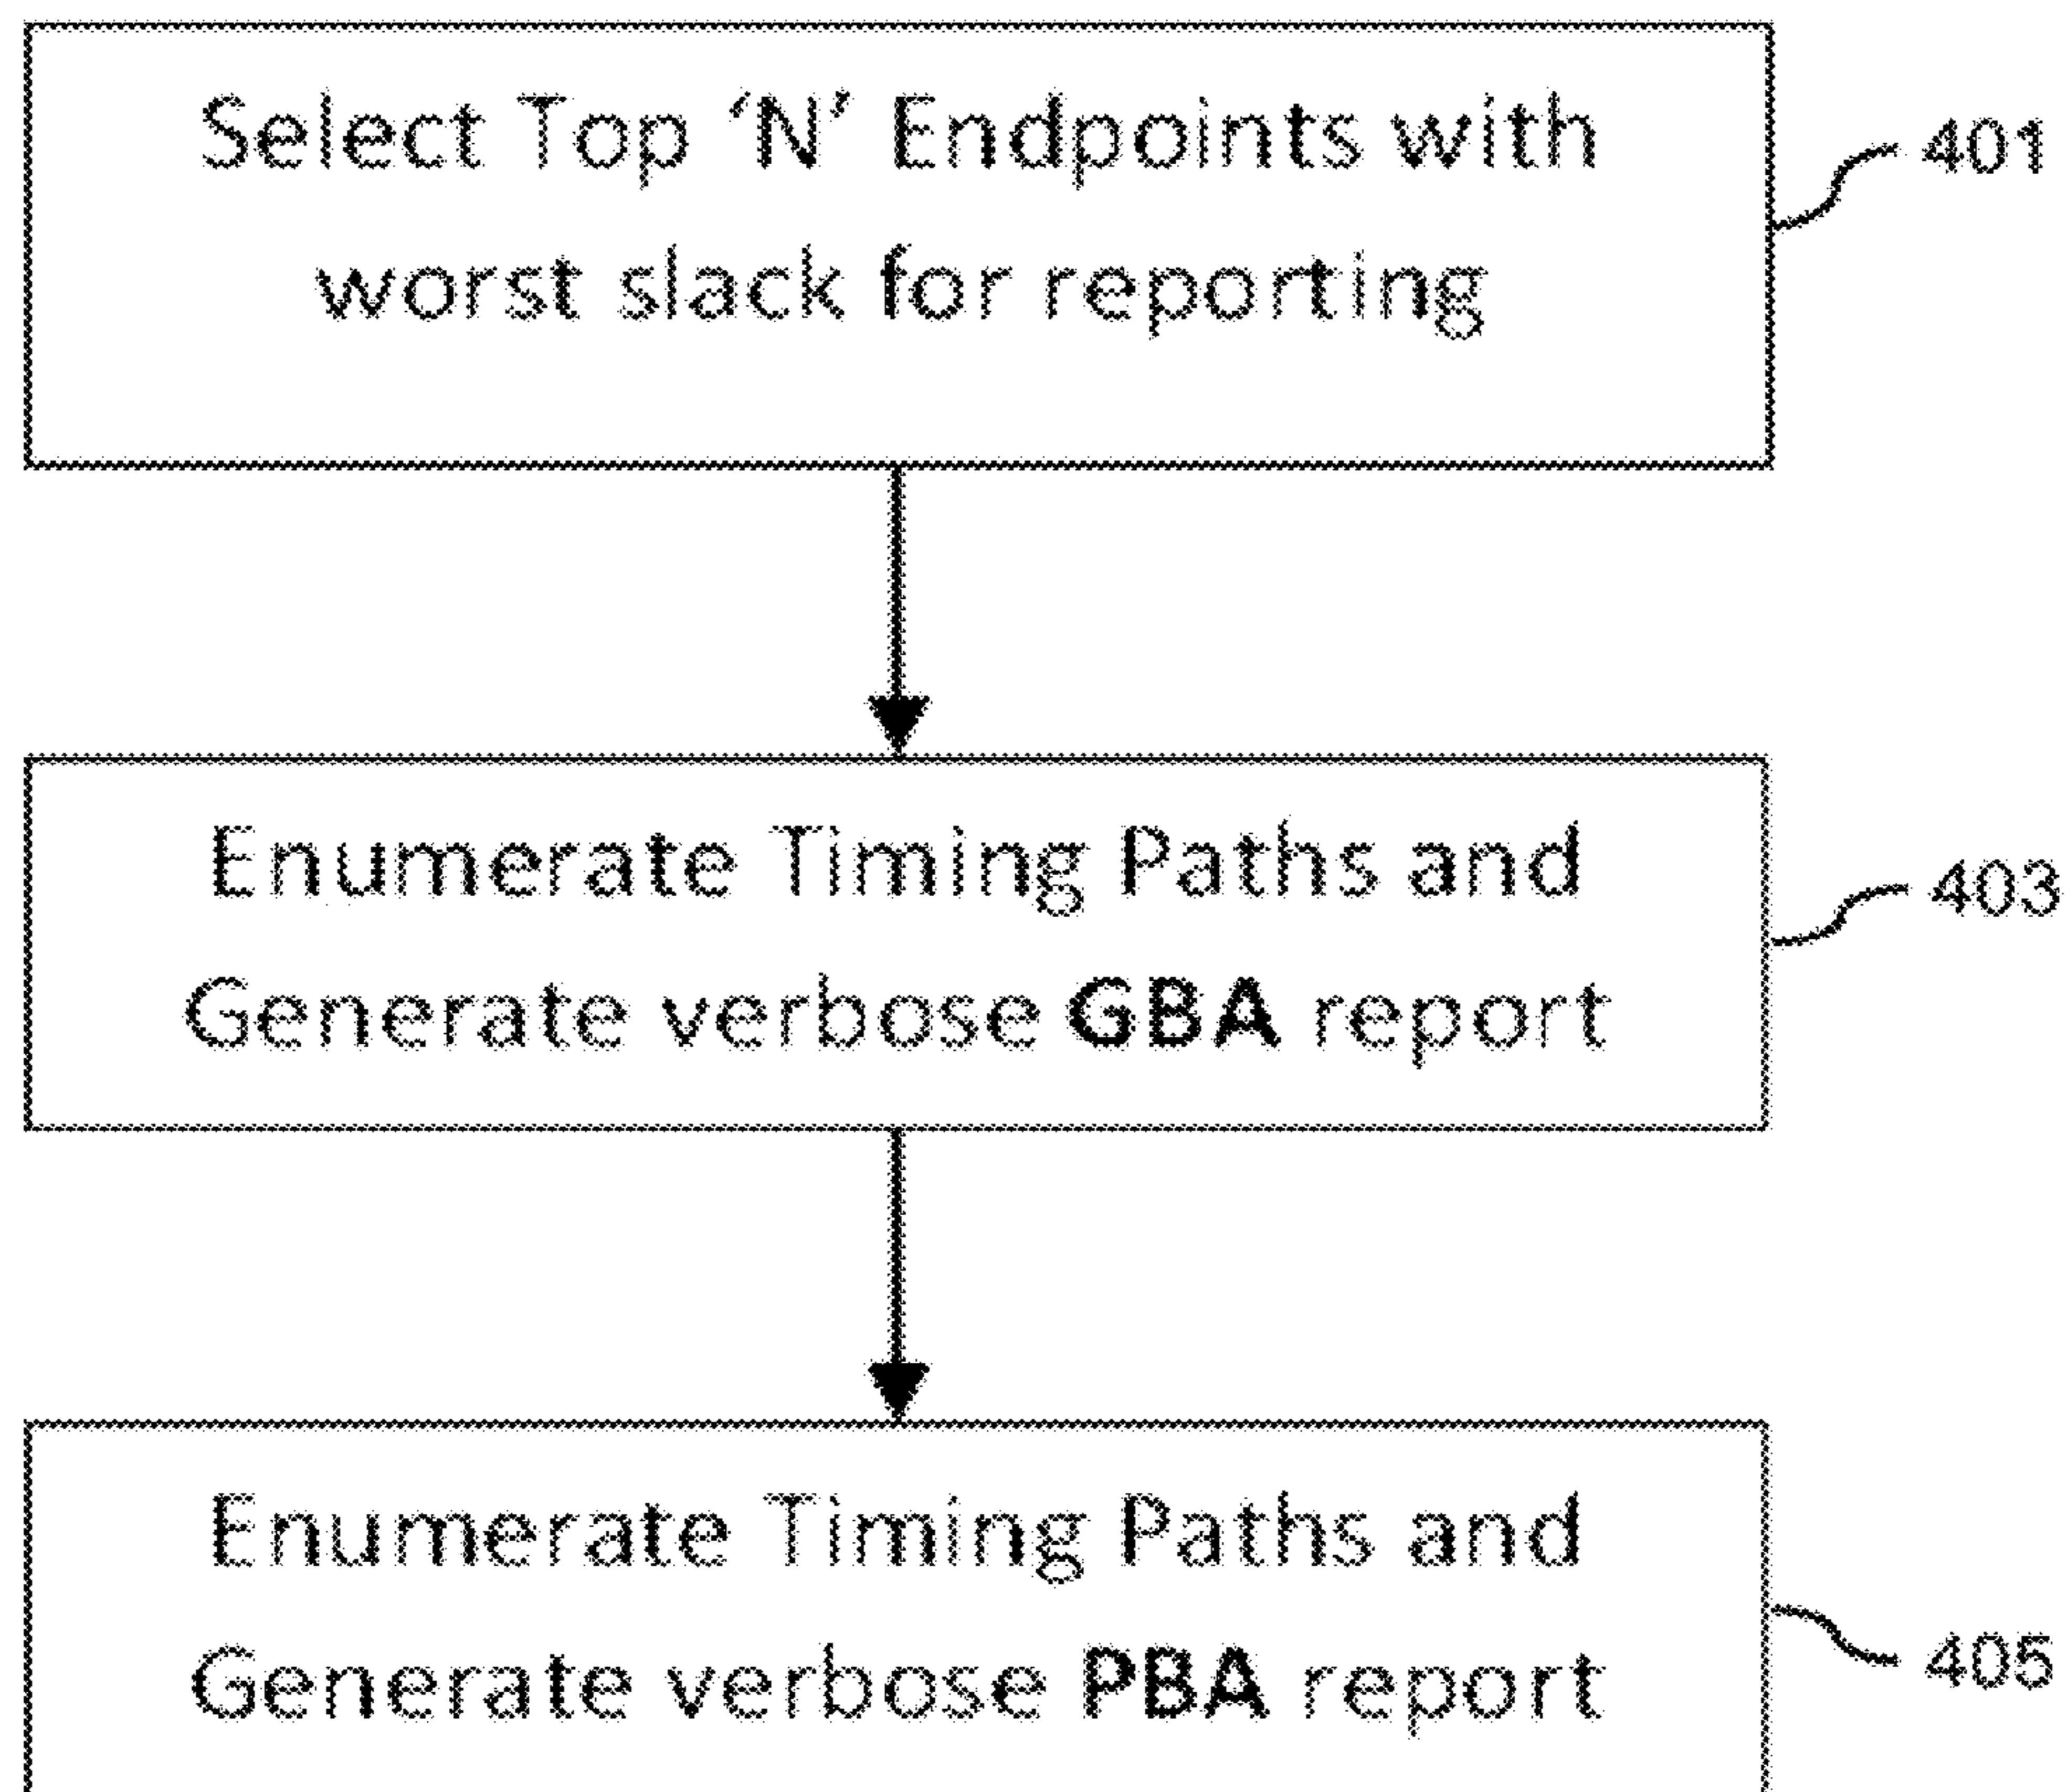 Select Top ‘N’ Endpoints with
worst slack for reporting
401
Enumerate Timing Paths and
Generate verbose GBA report
403
Enumerate Timing Paths and
Generate verbose PBA report
405